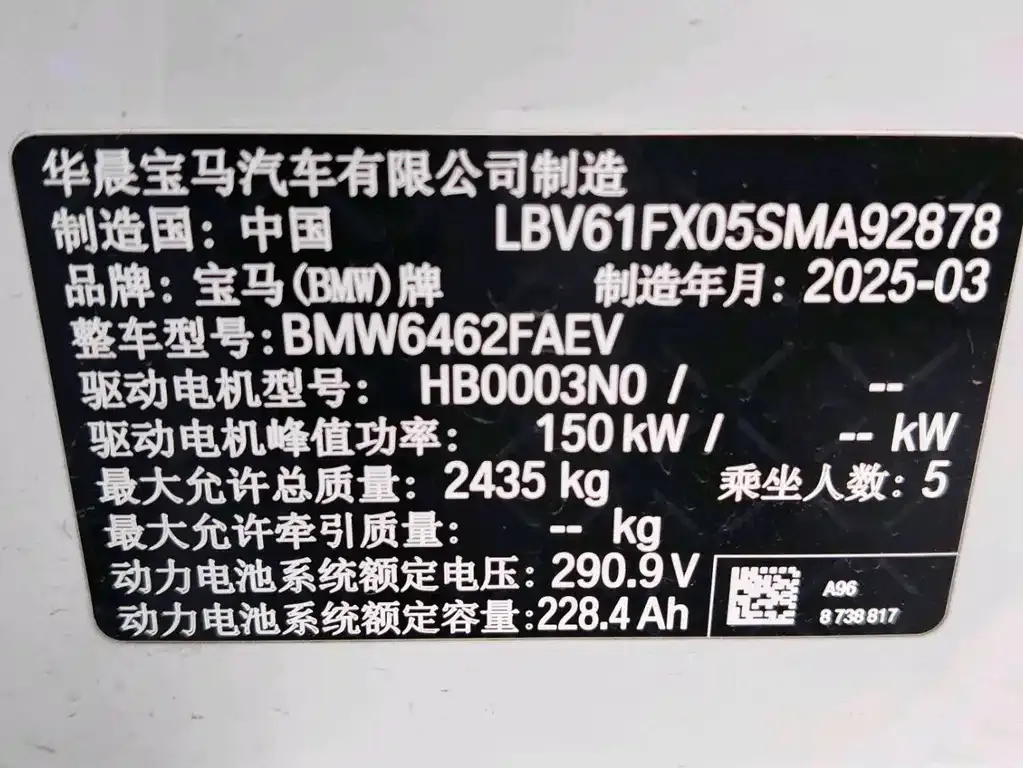 华晨宝马汽车有限公司制造
制造国：中国 LBV61FX05SMA92878
品牌：宝马(BMW)牌 制造年月：2025-03
整车型号:BMW6462FAEV
驱动电机型号： HB0003N0 / --
驱动电机峰值功率： 150 kW / -- kW
最大允许总质量：2435 kg 乘坐人数：5
最大允许牵引质量： -- kg
动力电池系统额定电压：290.9 V
动力电池系统额定容量:228.4 Ah
A96
8 738 817